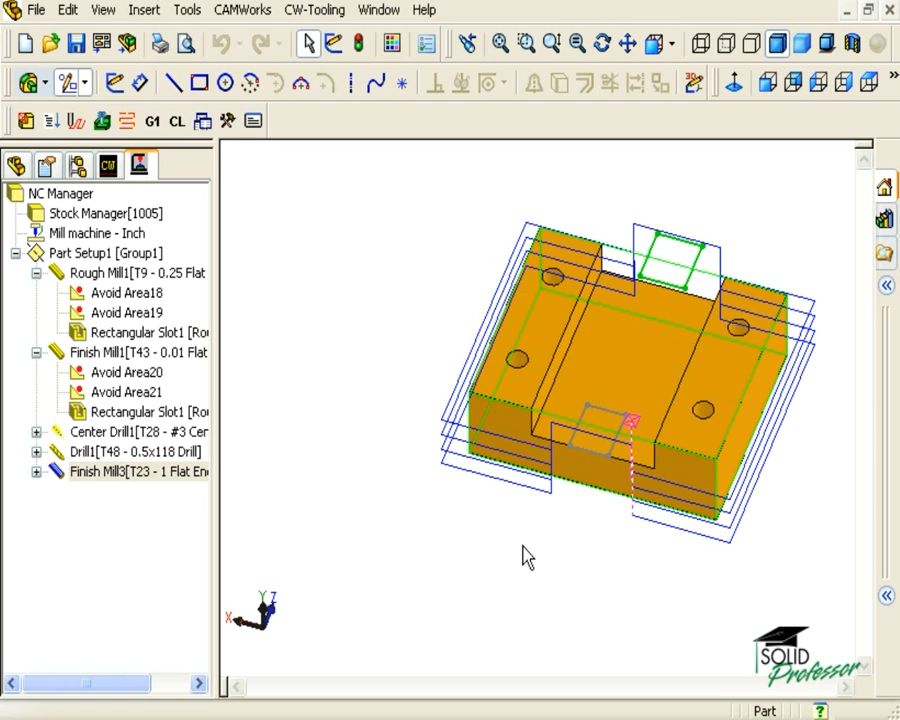 File Edit View Insert Tools CAMWorks CW-Tooling Window Help
G1 CL
CW
NC Manager
Stock Manager[1005]
Mill machine - Inch
Part Setup1 [Group1]
Rough Mill1[T9 - 0.25 Flat
Avoid Area18
Avoid Area19
Rectangular Slot1 [Ro
Finish Mill1[T43 - 0.01 Flat
Avoid Area20
Avoid Area21
Rectangular Slot1 [Ro
Center Drill1[T28 - #3 Cen
Drill1[T48 - 0.5x118 Drill]
Finish Mill3[T23 - 1 Flat En
Y Z
X
SOLID
Professor
Part ?